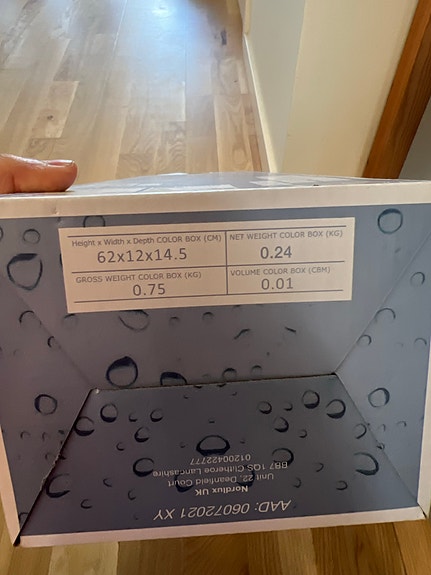 Height x Width x Depth COLOR BOX (CM)
62x12x14.5
NET WEIGHT COLOR BOX (KG)
0.24
GROSS WEIGHT COLOR BOX (KG)
0.75
VOLUME COLOR BOX (CBM)
0.01
AAD: 06072021 XY
Nordlux UK
Unit 22, Deanfield Court
BB7 1QS Clitheroe Lancashire
01200422777